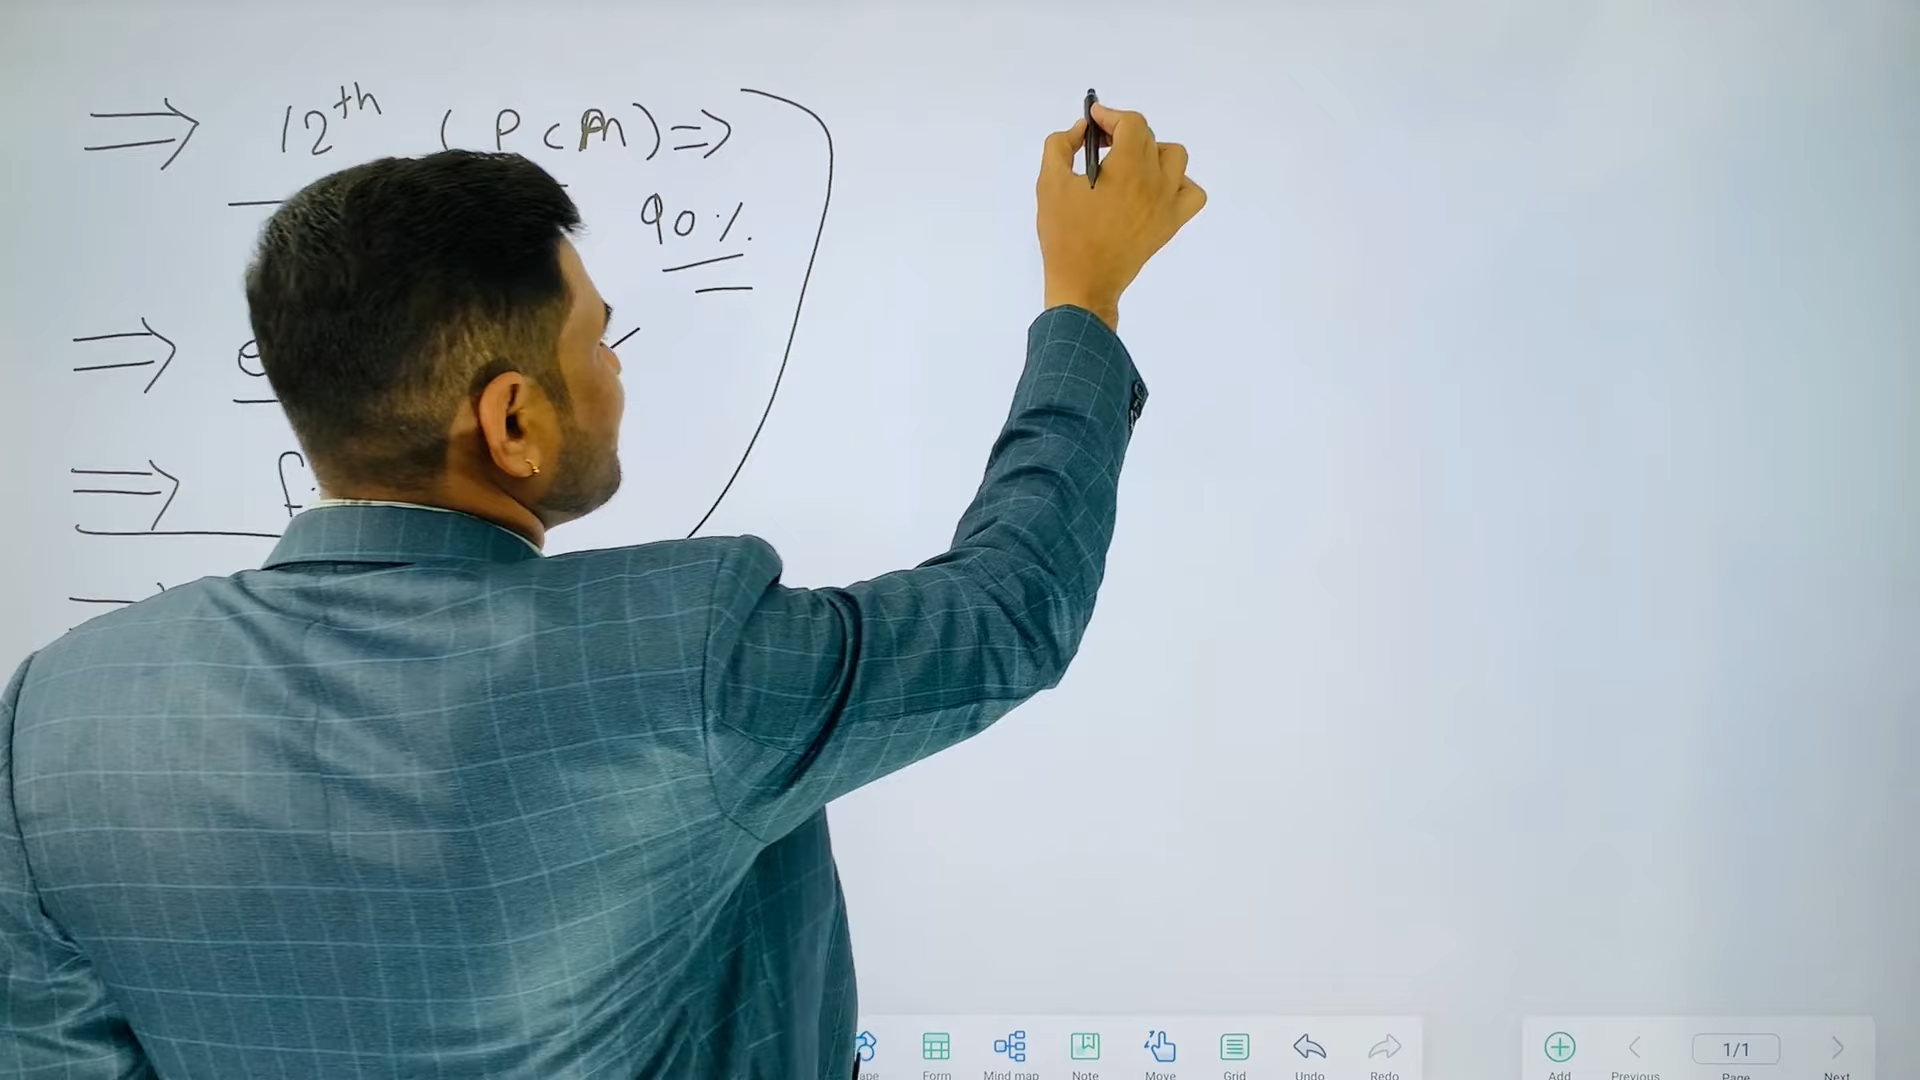 ⇒ 12th (PCM) ⇒
90%
⇒
⇒
Form Mind map Note Move Grid Undo Redo Add Previous 1/1 Page Next